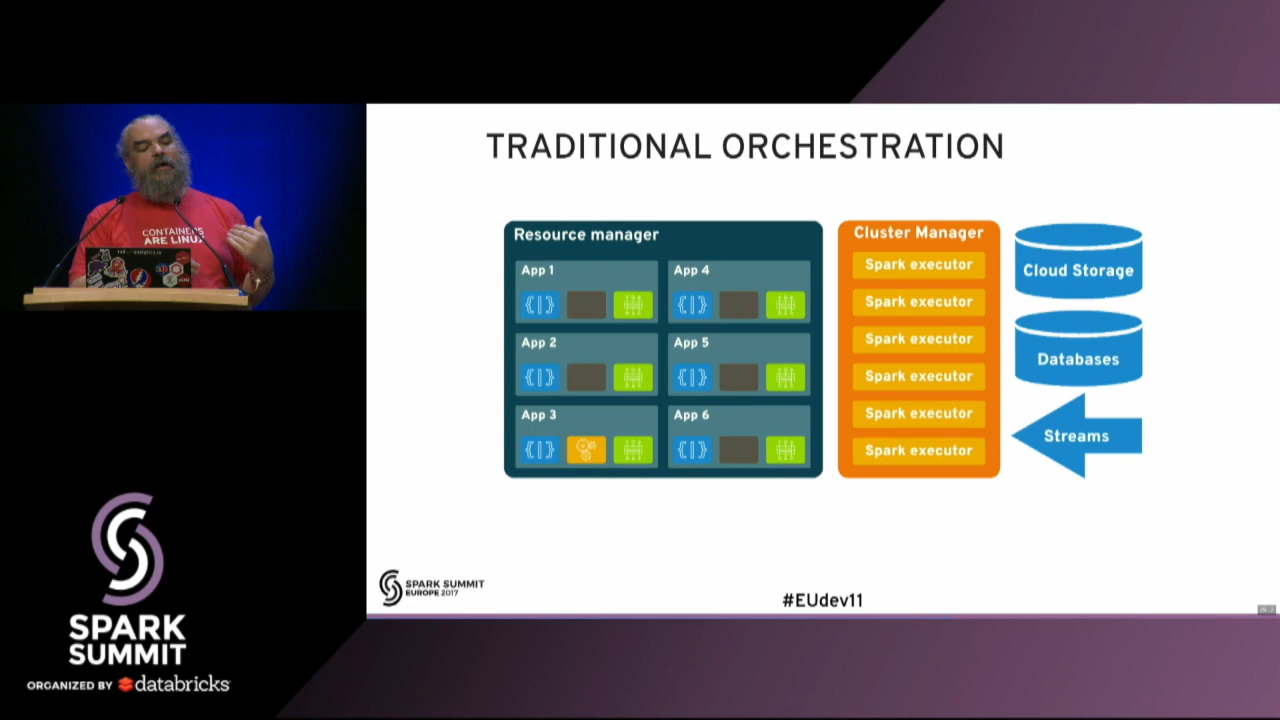 TRADITIONAL ORCHESTRATION
Resource manager
App 1
App 4
App 2
App 5
App 3
App 6
Cluster Manager
Spark executor
Spark executor
Spark executor
Spark executor
Spark executor
Spark executor
Cloud Storage
Databases
Streams
CONTAINERS
ARE LINUX
SPARK SUMMIT
EUROPE 2017
#EUdev11
SPARK
SUMMIT
ORGANIZED BY databricks